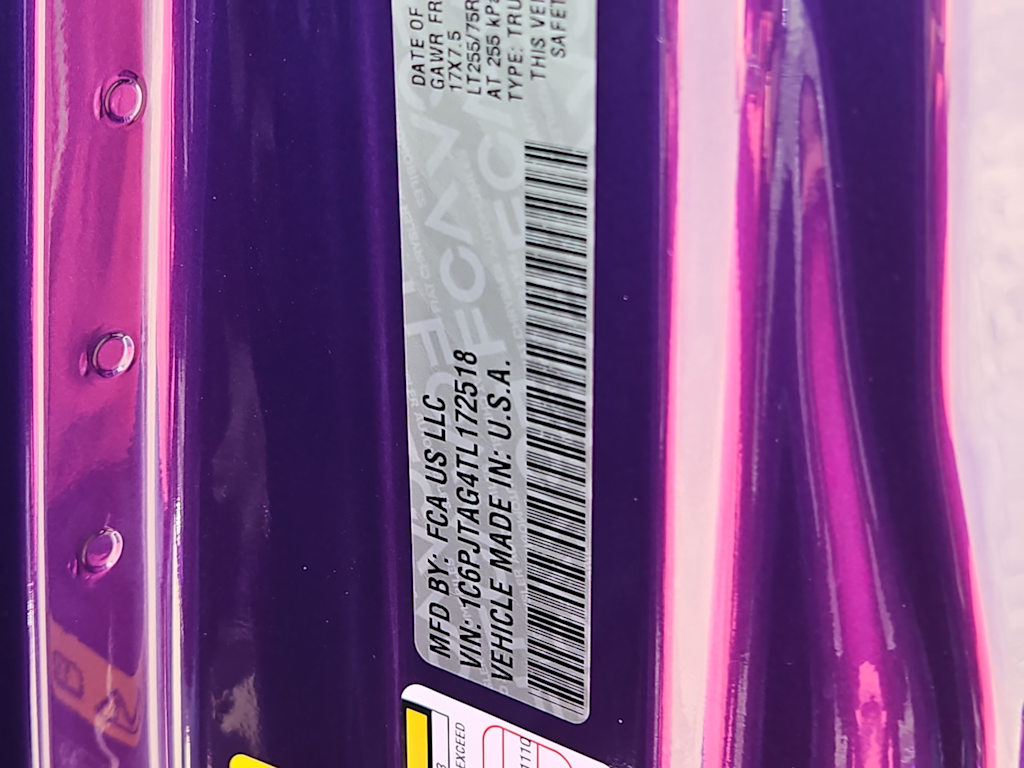 MFD BY: FCA US LLC
VIN: 1C6PJTAG4TL172518
VEHICLE MADE IN: U.S.A.
DATE OF
GAWR FR
17X7.5
LT255/75R
AT 255 kPa
TYPE: TRU
THIS VE
SAFET
EXCEED